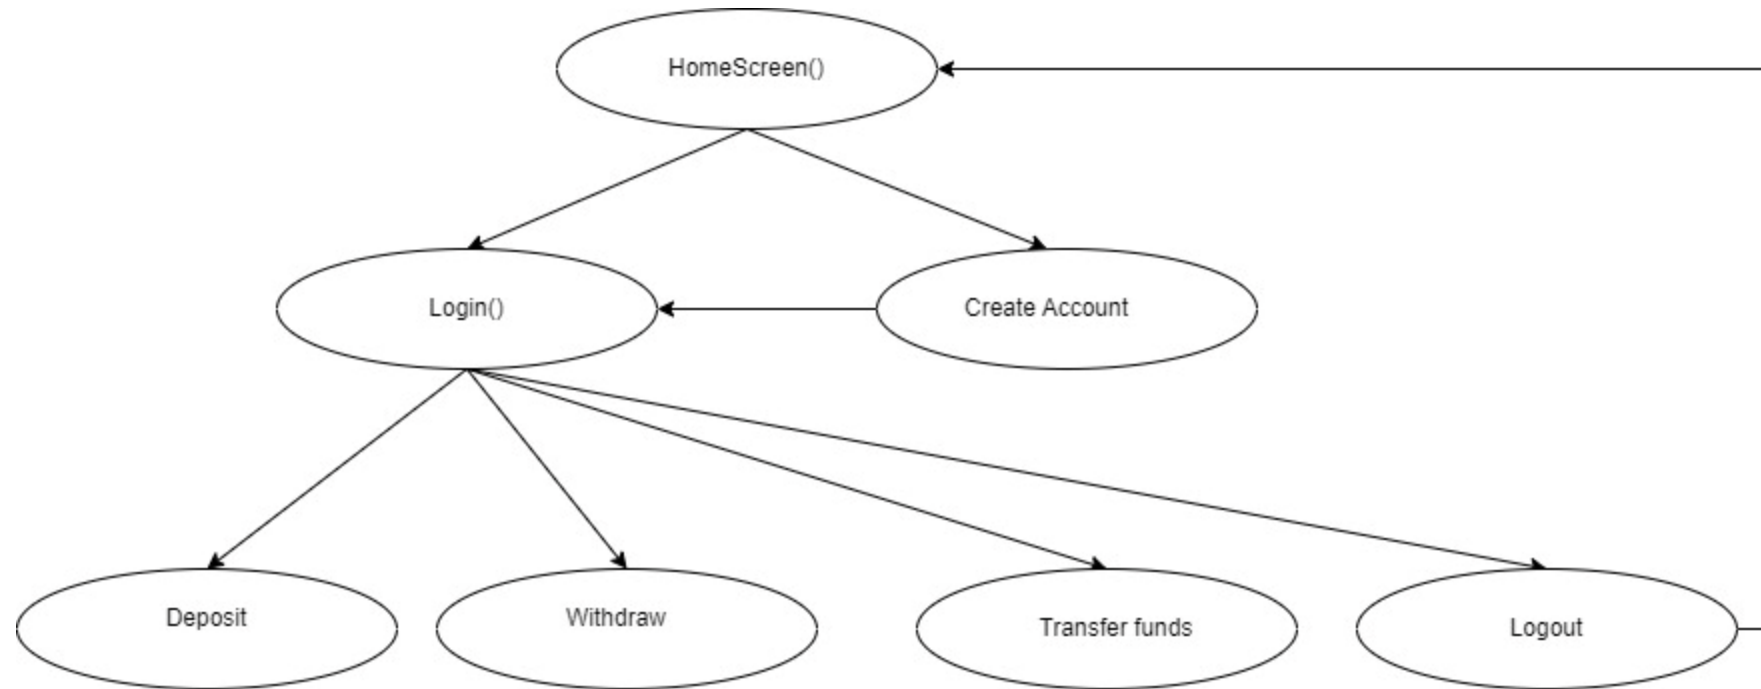 HomeScreen()
Login()
Create Account
Deposit
Withdraw
Transfer funds
Logout